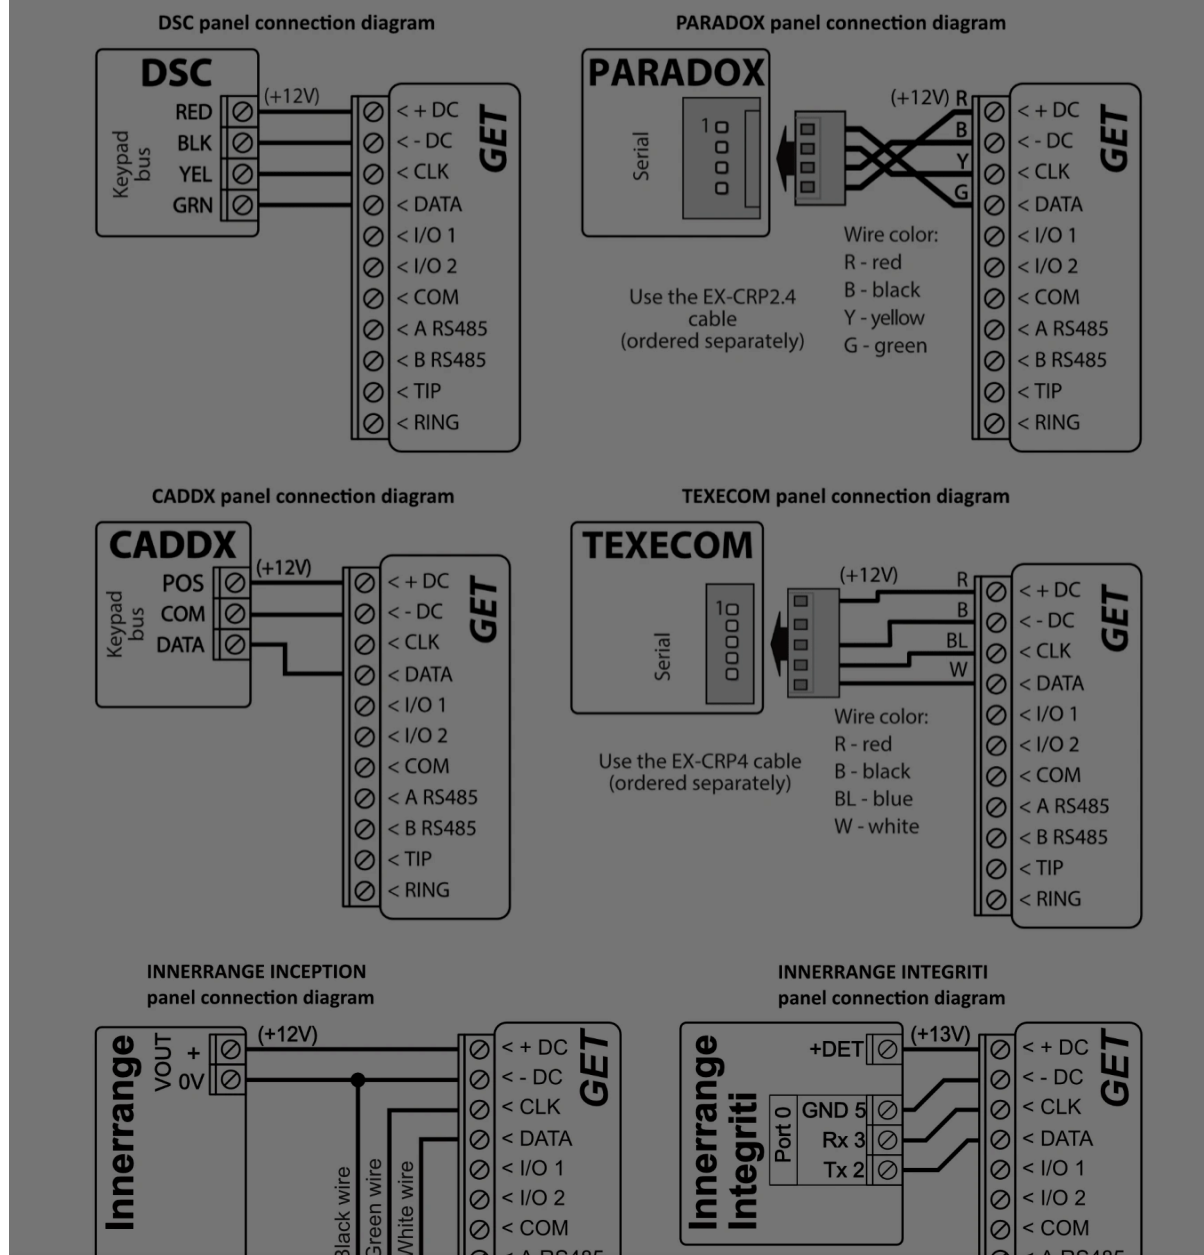 DSC panel connection diagram
DSC
Keypad
bus
RED
BLK
YEL
GRN
(+12V)
< + DC
< - DC
< CLK
< DATA
< I/O 1
< I/O 2
< COM
< A RS485
< B RS485
< TIP
< RING
GET
PARADOX panel connection diagram
PARADOX
Serial
1
(+12V)
R
B
Y
G
< + DC
< - DC
< CLK
< DATA
< I/O 1
< I/O 2
< COM
< A RS485
< B RS485
< TIP
< RING
GET
Use the EX-CRP2.4
cable
(ordered separately)
Wire color:
R - red
B - black
Y - yellow
G - green
CADDX panel connection diagram
CADDX
Keypad
bus
POS
COM
DATA
(+12V)
< + DC
< - DC
< CLK
< DATA
< I/O 1
< I/O 2
< COM
< A RS485
< B RS485
< TIP
< RING
GET
TEXECOM panel connection diagram
TEXECOM
Serial
1
(+12V)
R
B
BL
W
< + DC
< - DC
< CLK
< DATA
< I/O 1
< I/O 2
< COM
< A RS485
< B RS485
< TIP
< RING
GET
Use the EX-CRP4 cable
(ordered separately)
Wire color:
R - red
B - black
BL - blue
W - white
INNERRANGE INCEPTION
panel connection diagram
Innerrange
VOUT
+
0V
(+12V)
Black wire
Green wire
White wire
< + DC
< - DC
< CLK
< DATA
< I/O 1
< I/O 2
< COM
< A RS485
GET
INNERRANGE INTEGRITI
panel connection diagram
Innerrange
Integriti
+DET
Port 0
GND 5
Rx 3
Tx 2
(+13V)
< + DC
< - DC
< CLK
< DATA
< I/O 1
< I/O 2
< COM
< A RS485
GET